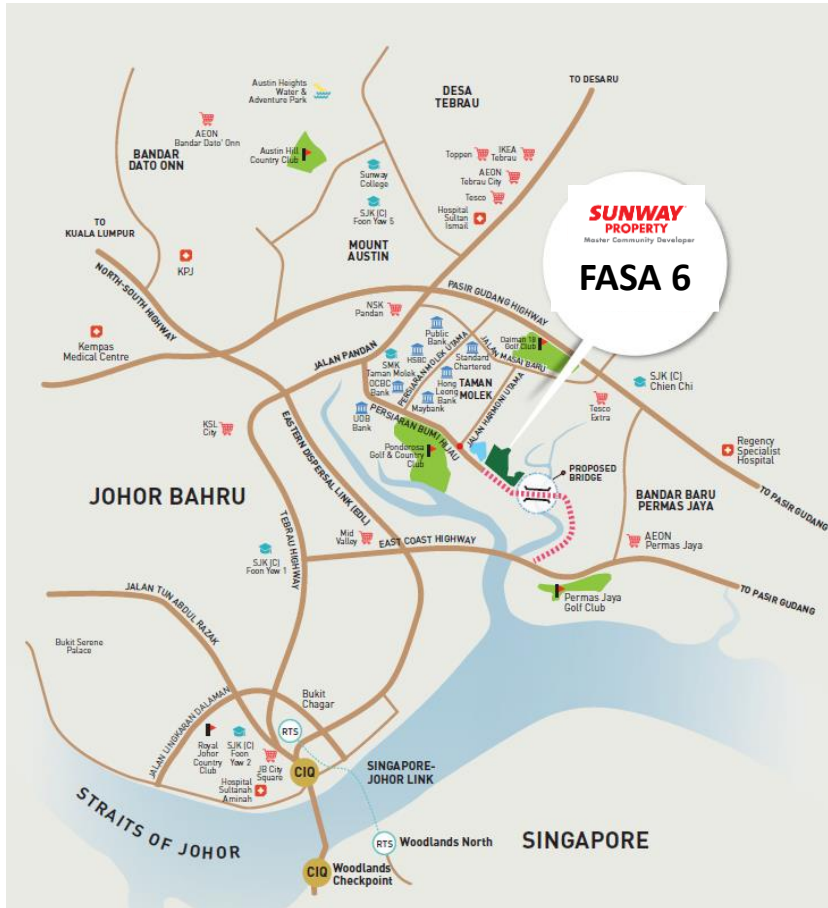 Austin Heights
Water &
Adventure Park
DESA
TEBRAU
TO DESARU
AEON
Bandar Dato' Onn
BANDAR
DATO ONN
Austin Hill
Country Club
Toppen
IKEA
Tebrau
AEON
Tebrau City
Tesco
Hospital
Sultan
Ismail
Sunway
College
SJK (C)
Foon Yew 5
MOUNT
AUSTIN
SUNWAY
PROPERTY
Master Community Developer
FASA 6
TO
KUALA LUMPUR
KPJ
NORTH-SOUTH HIGHWAY
PASIR GUDANG HIGHWAY
NSK
Pandan
Kempas
Medical Centre
JALAN PANDAN
Public
Bank
HSBC
SMK
Taman Molek
OCBC
Bank
PERSIARAN MOLEK UTAMA
Standard
Chartered
JALAN MASAI BARU
Daiman 18
Golf Club
Hong
Leong
Bank
TAMAN
MOLEK
Maybank
UOB
Bank
PERSIARAN BUMI HIJAU
JALAN HARMONI UTAMA
SJK (C)
Chien Chi
Tesco
Extra
KSL
City
EASTERN DISPERSAL LINK (EDL)
Ponderosa
Golf & Country
Club
Regency
Specialist
Hospital
PROPOSED
BRIDGE
JOHOR BAHRU
BANDAR BARU
PERMAS JAYA
TO PASIR GUDANG
TEBRAU HIGHWAY
Mid
Valley
EAST COAST HIGHWAY
AEON
Permas Jaya
SJK (C)
Foon Yew 1
JALAN TUN ABDUL RAZAK
Permas Jaya
Golf Club
TO PASIR GUDANG
Bukit Serene
Palace
JALAN LINGKARAN DALAMAN
Bukit
Chagar
RTS
Royal
Johor
Country
Club
SJK (C)
Foon
Yew 2
JB City
Square
Hospital
Sultanah
Aminah
CIQ
SINGAPORE-
JOHOR LINK
STRAITS OF JOHOR
RTS
Woodlands North
SINGAPORE
CIQ
Woodlands
Checkpoint